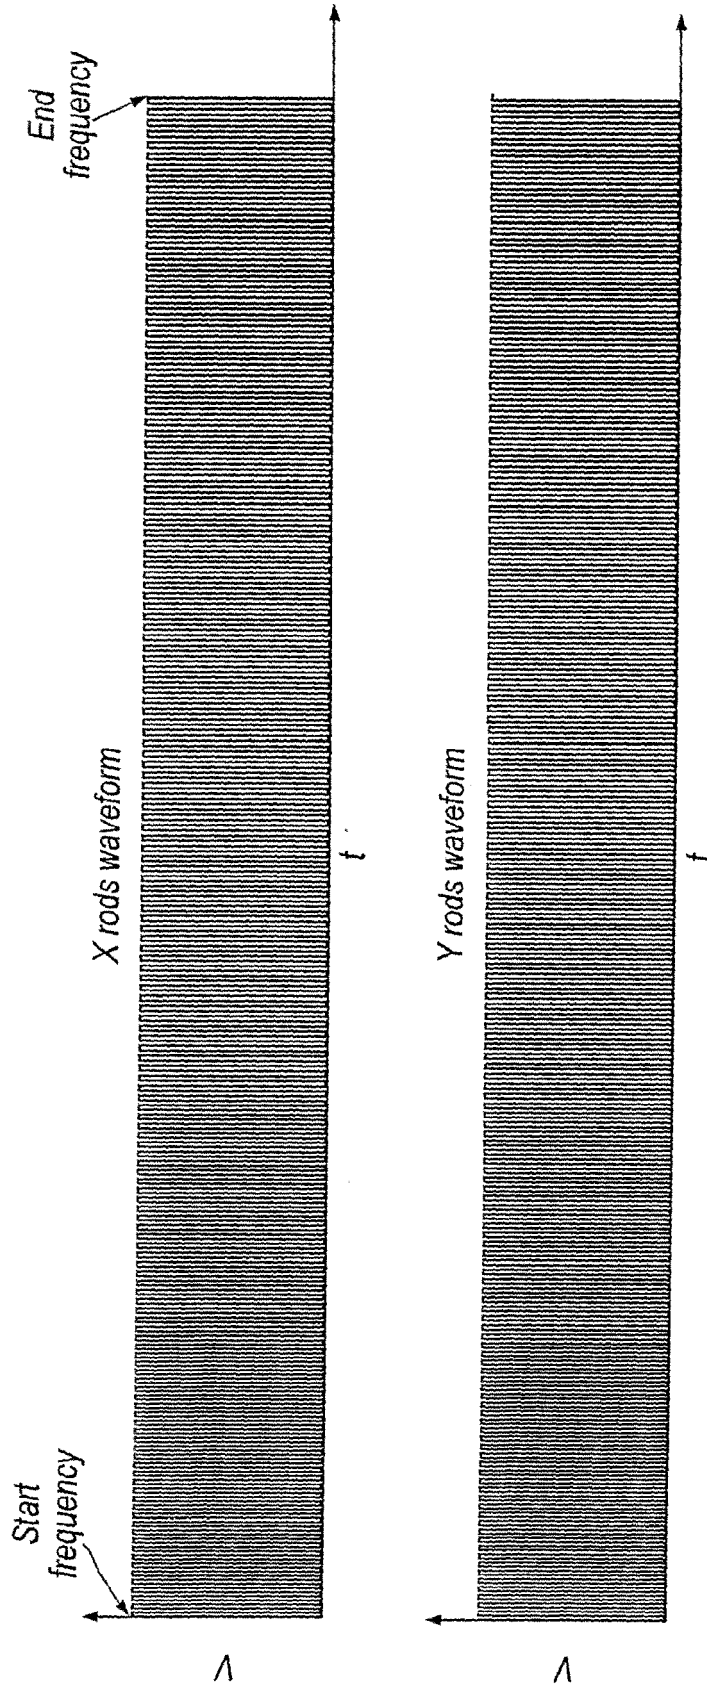 Start
frequency
End
frequency
X rods waveform
V
t
Y rods waveform
V
t